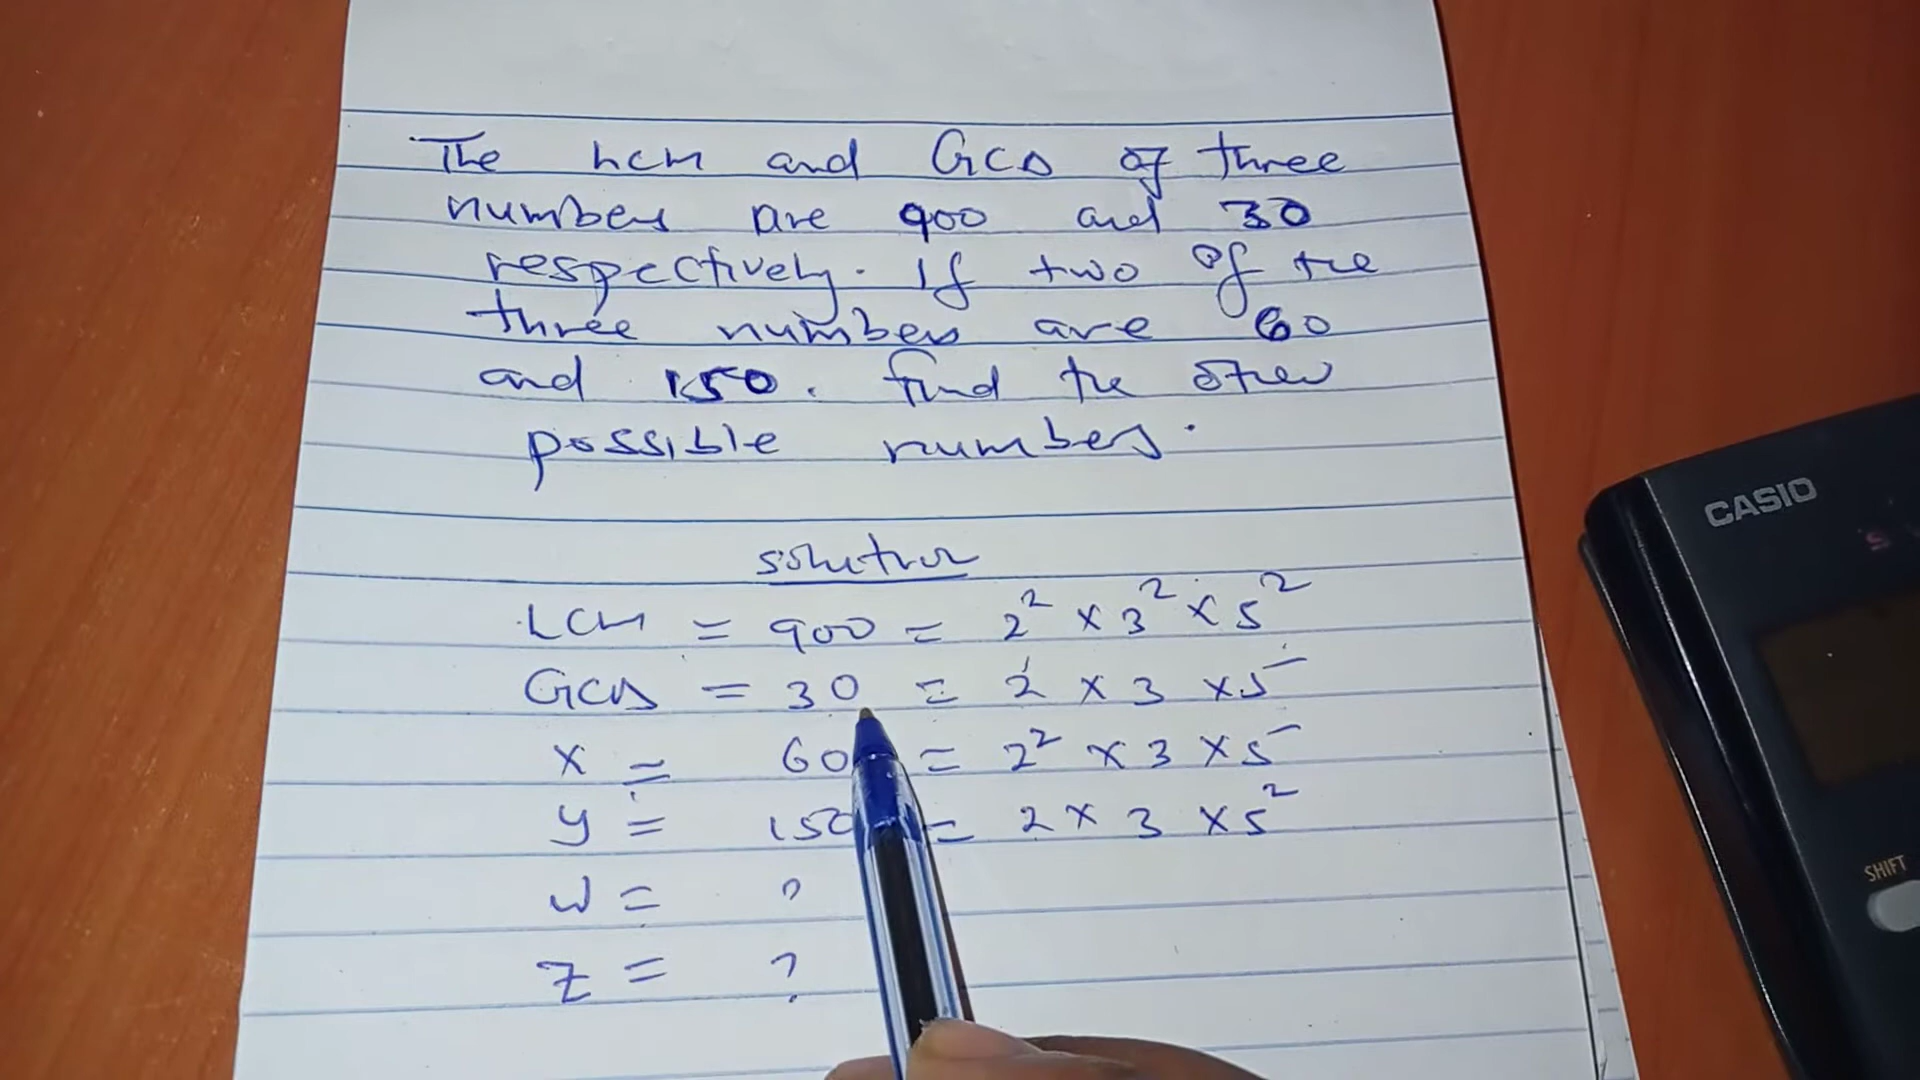 The LCM and GCD of three
numbers are 900 and 30
respectively. If two of the
three numbers are 60
and 150. find the other
possible numbers.
solution
LCM = 900 = 2² × 3² × 5²
GCD = 30 = 2¹ × 3 × 5
X = 60 = 2² × 3 × 5
y = 150 = 2 × 3 × 5²
W = ?
Z = ?
CASIO
S
SHIFT